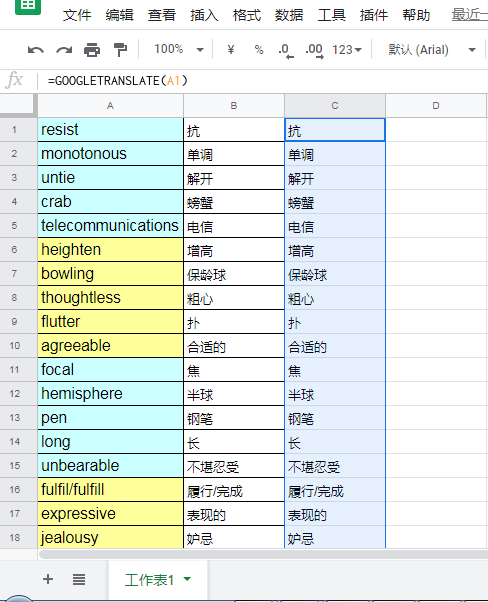 文件 编辑 查看 插入 格式 数据 工具 插件 帮助 最近一
100% ¥ % .0 .00 123 默认 (Arial)
fx =GOOGLETRANSLATE(A1)
A B C D
1 resist 抗 抗
2 monotonous 单调 单调
3 untie 解开 解开
4 crab 螃蟹 螃蟹
5 telecommunications 电信 电信
6 heighten 增高 增高
7 bowling 保龄球 保龄球
8 thoughtless 粗心 粗心
9 flutter 扑 扑
10 agreeable 合适的 合适的
11 focal 焦 焦
12 hemisphere 半球 半球
13 pen 钢笔 钢笔
14 long 长 长
15 unbearable 不堪忍受 不堪忍受
16 fulfil/fulfill 履行/完成 履行/完成
17 expressive 表现的 表现的
18 jealousy 妒忌 妒忌
工作表1